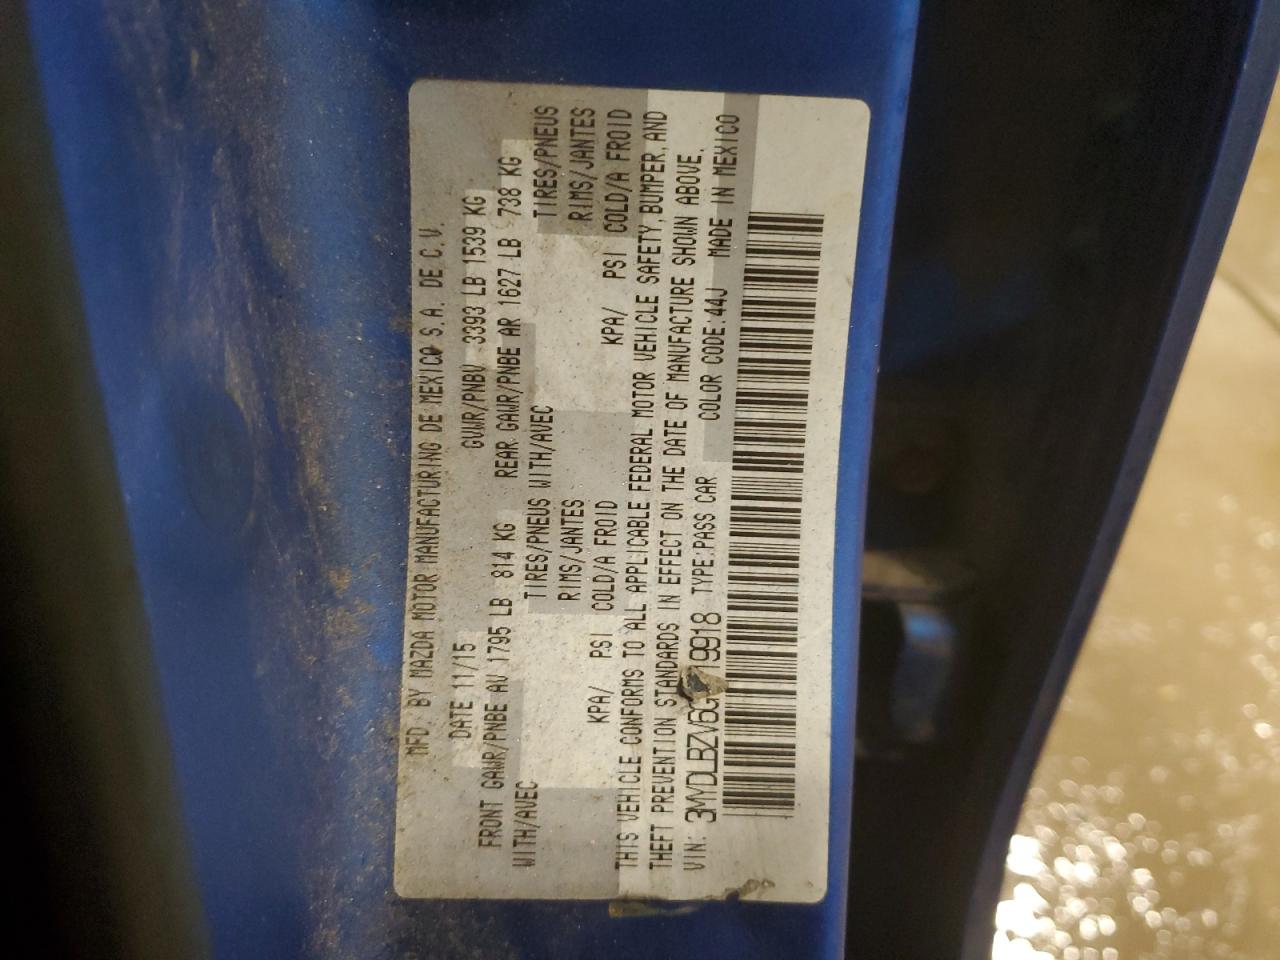 MFD. BY MAZDA MOTOR MANUFACTURING DE MEXICO S.A. DE C.V.
DATE 11/15 GVWR/PNBV 3393 LB 1539 KG
FRONT GAWR/PNBE AV 1795 LB 814 KG REAR GAWR/PNBE AR 1627 LB 738 KG
WITH/AVEC TIRES/PNEUS WITH/AVEC TIRES/PNEUS
RIMS/JANTES RIMS/JANTES
KPA/ PSI COLD/A FROID KPA/ PSI COLD/A FROID
THIS VEHICLE CONFORMS TO ALL APPLICABLE FEDERAL MOTOR VEHICLE SAFETY, BUMPER, AND
THEFT PREVENTION STANDARDS IN EFFECT ON THE DATE OF MANUFACTURE SHOWN ABOVE.
VIN: TYPE:PASS CAR COLOR CODE:44J MADE IN MEXICO